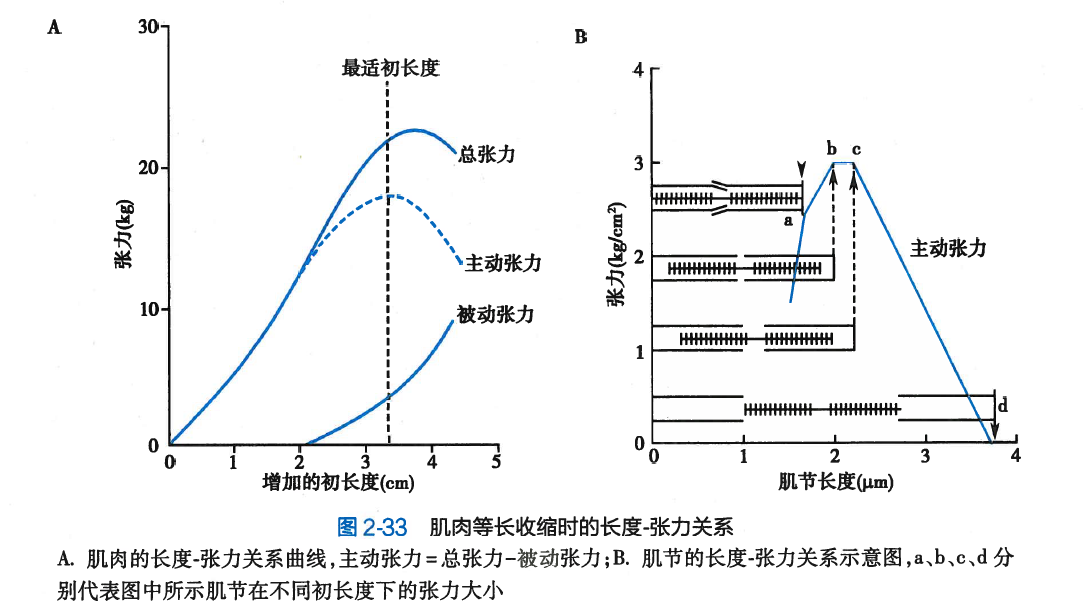 A
30
20
10
0
张力(kg)
最适初长度
总张力
主动张力
被动张力
0 1 2 3 4 5
增加的初长度(cm)
B
4
3
2
1
0
张力(kg/cm²)
a
b c
d
主动张力
0 1 2 3 4
肌节长度(μm)
图 2-33 肌肉等长收缩时的长度-张力关系
A. 肌肉的长度-张力关系曲线,主动张力=总张力-被动张力;B. 肌节的长度-张力关系示意图,a、b、c、d 分
别代表图中所示肌节在不同初长度下的张力大小